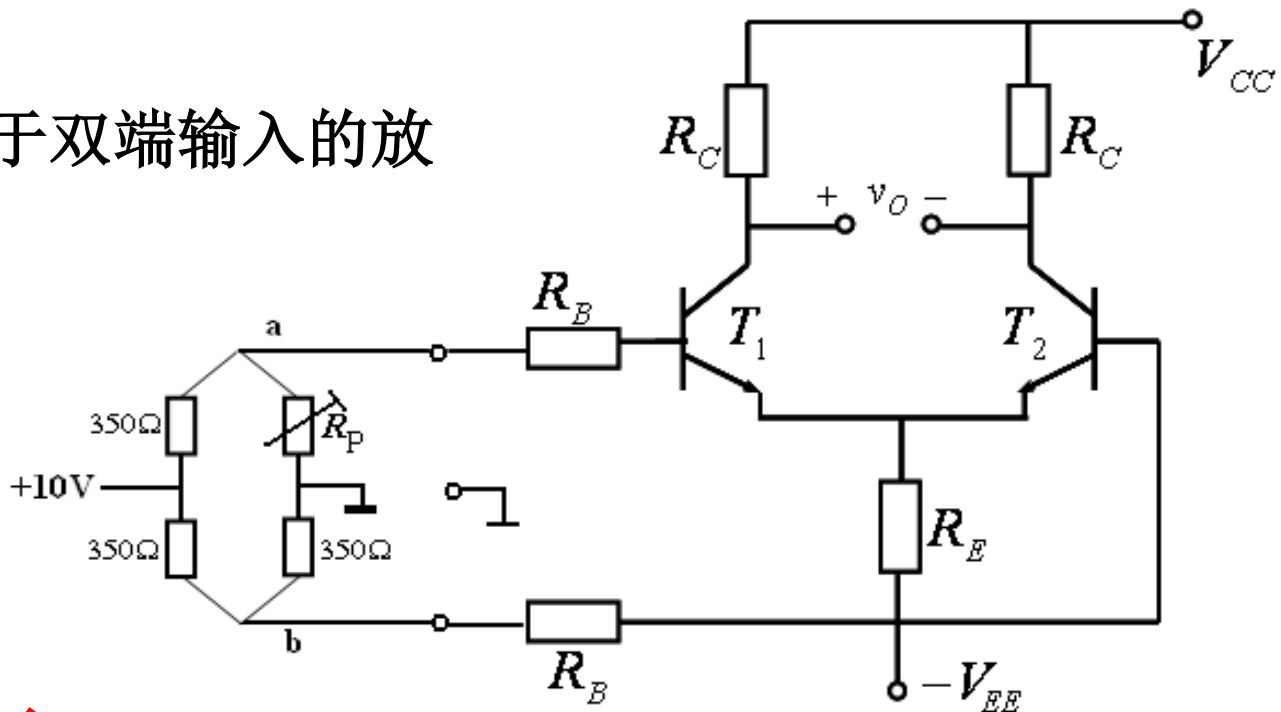 V_CC
于双端输入的放
R_C
R_C
+ v_O −
R_B
T_1
T_2
a
350Ω
R_P
+10V
350Ω
350Ω
R_E
b
R_B
−V_EE